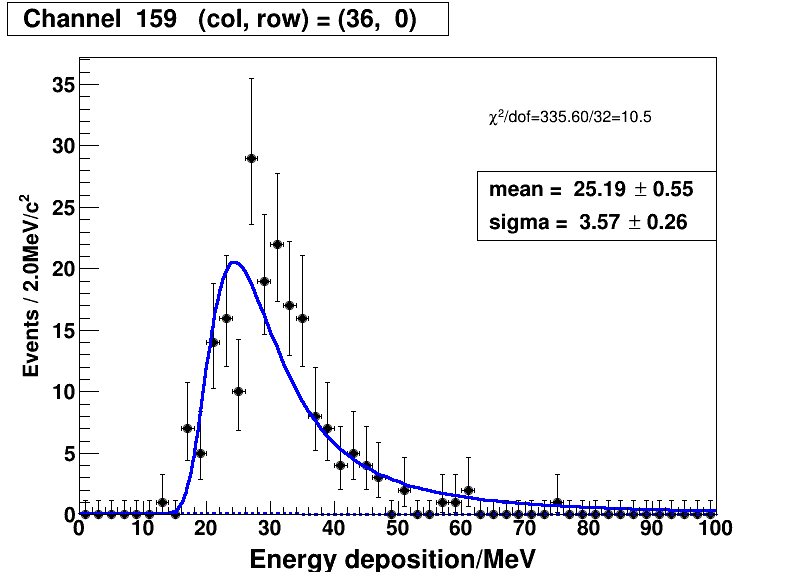 Channel 159 (col, row) = (36, 0)
χ²/dof=335.60/32=10.5
mean = 25.19 ± 0.55
sigma = 3.57 ± 0.26
Events / 2.0MeV/c²
35
30
25
20
15
10
5
0
0 10 20 30 40 50 60 70 80 90 100
Energy deposition/MeV